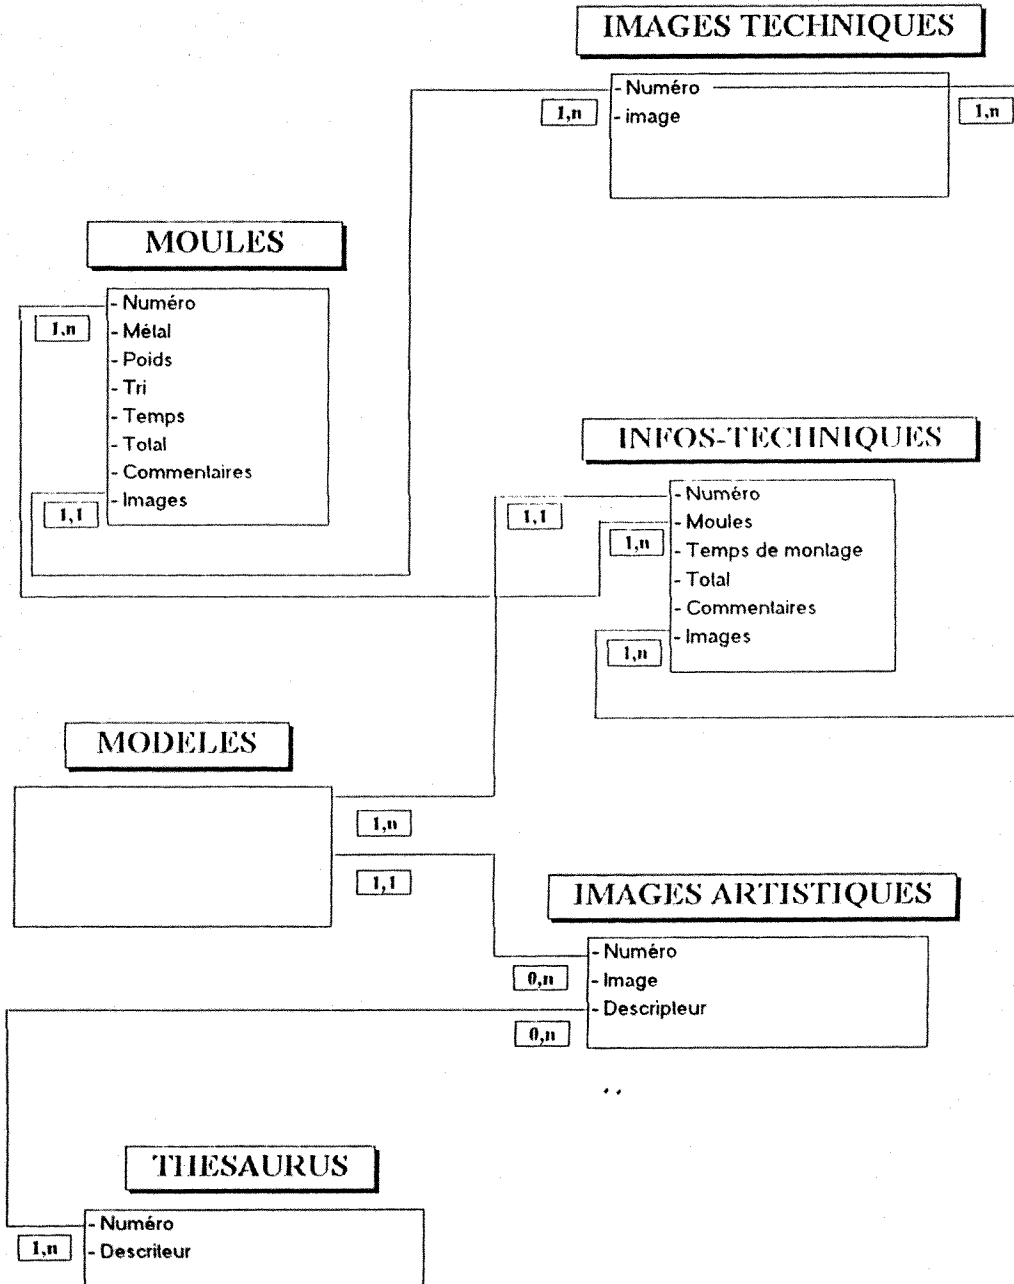 IMAGES TECHNIQUES
- Numéro
1,n
1,n
- image
MOULES
- Numéro
1,n
- Métal
- Poids
- Tri
- Temps
- Total
- Commentaires
- Images
1,1
INFOS-TECHNIQUES
- Numéro
1,1
- Moules
1,n
- Temps de montage
- Total
- Commentaires
- Images
1,n
MODELES
1,n
1,1
IMAGES ARTISTIQUES
- Numéro
0,n
- Image
- Descripteur
0,n
THESAURUS
- Numéro
1,n
- Descriteur